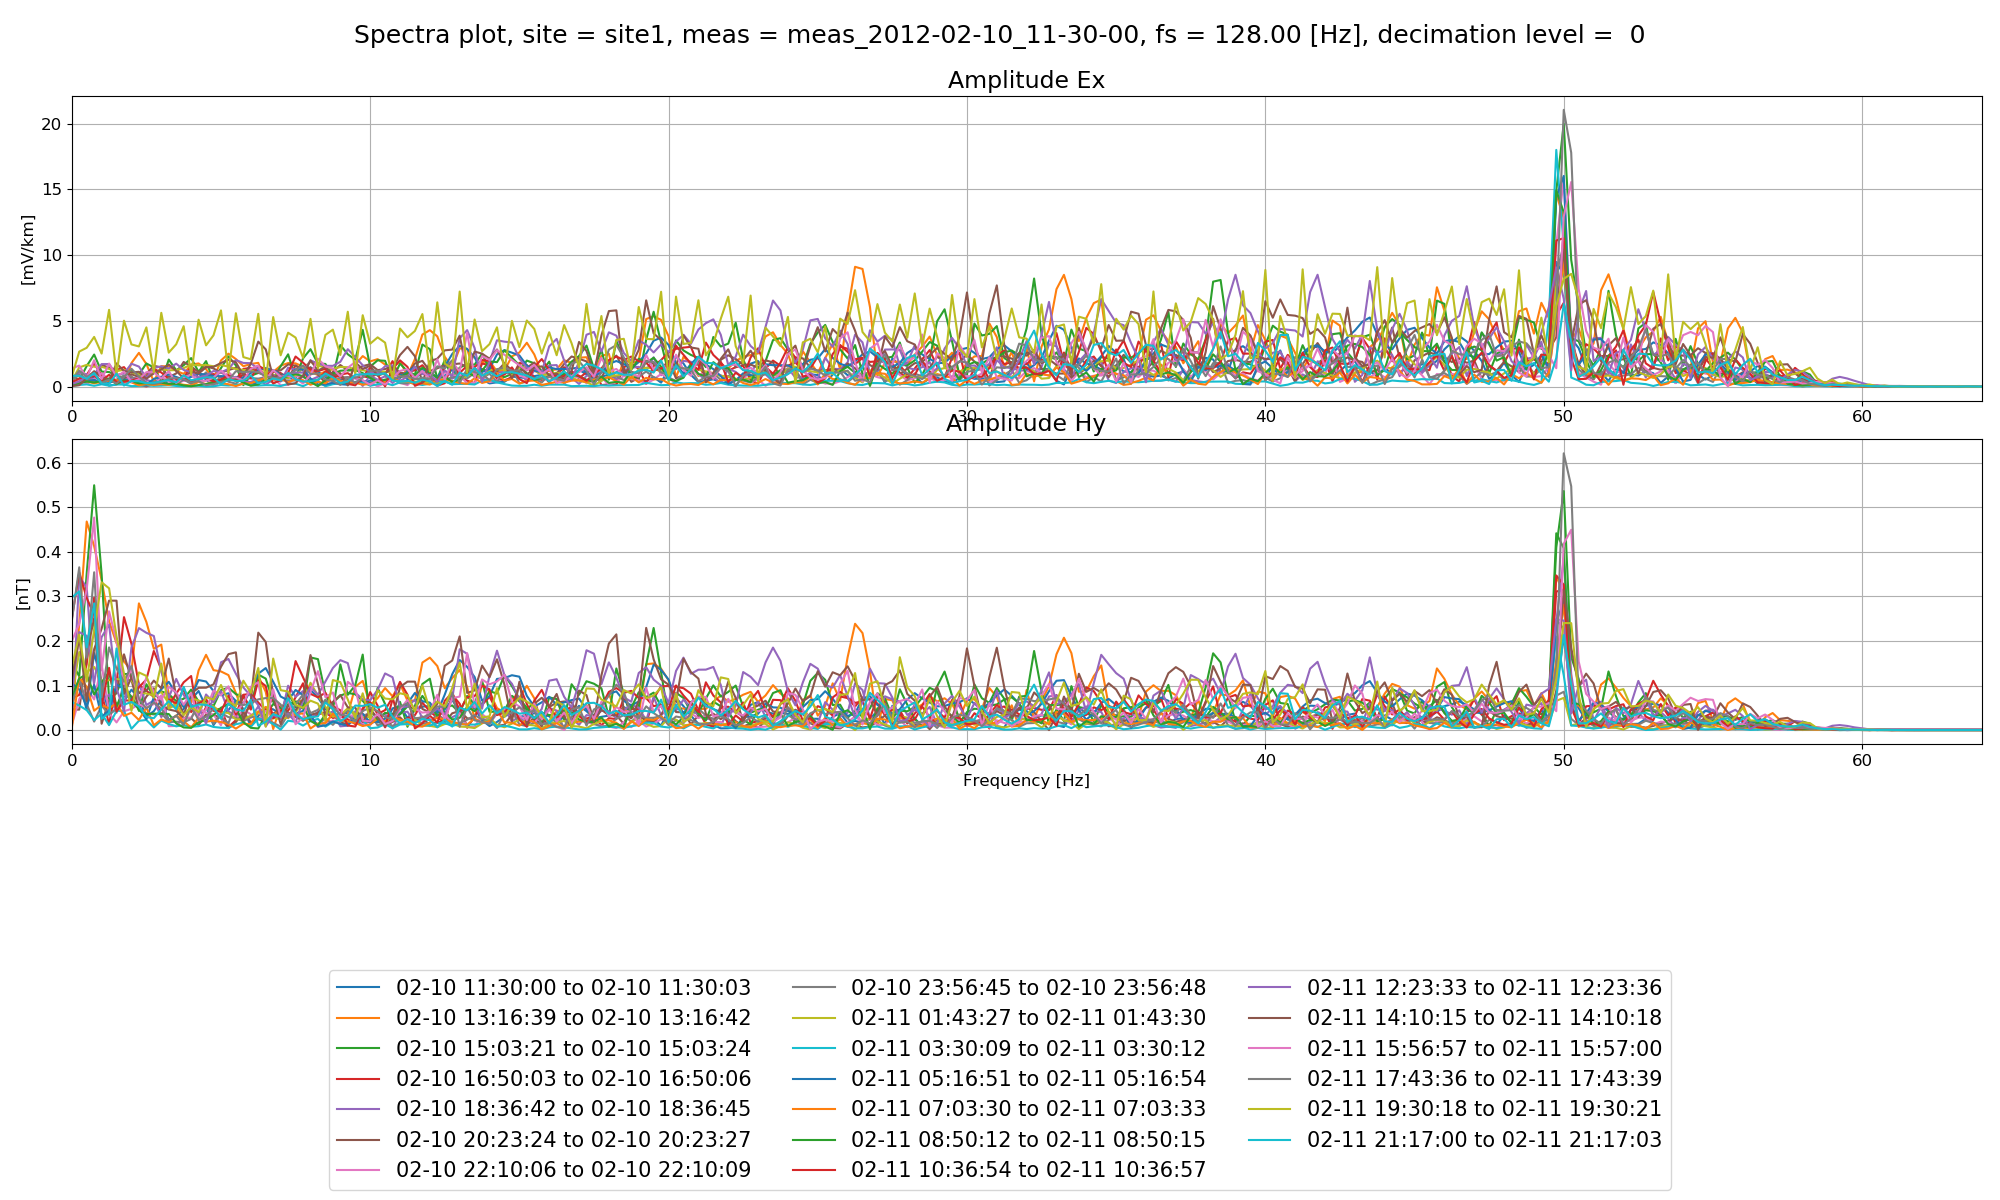 Spectra plot, site = site1, meas = meas_2012-02-10_11-30-00, fs = 128.00 [Hz], decimation level =  0
Amplitude Ex
20
15
10
5
0
[mV/km]
0 10 20 30 40 50 60
Amplitude Hy
0.6
0.5
0.4
0.3
0.2
0.1
0.0
[nT]
0 10 20 30 40 50 60
Frequency [Hz]
02-10 11:30:00 to 02-10 11:30:03
02-10 13:16:39 to 02-10 13:16:42
02-10 15:03:21 to 02-10 15:03:24
02-10 16:50:03 to 02-10 16:50:06
02-10 18:36:42 to 02-10 18:36:45
02-10 20:23:24 to 02-10 20:23:27
02-10 22:10:06 to 02-10 22:10:09
02-10 23:56:45 to 02-10 23:56:48
02-11 01:43:27 to 02-11 01:43:30
02-11 03:30:09 to 02-11 03:30:12
02-11 05:16:51 to 02-11 05:16:54
02-11 07:03:30 to 02-11 07:03:33
02-11 08:50:12 to 02-11 08:50:15
02-11 10:36:54 to 02-11 10:36:57
02-11 12:23:33 to 02-11 12:23:36
02-11 14:10:15 to 02-11 14:10:18
02-11 15:56:57 to 02-11 15:57:00
02-11 17:43:36 to 02-11 17:43:39
02-11 19:30:18 to 02-11 19:30:21
02-11 21:17:00 to 02-11 21:17:03